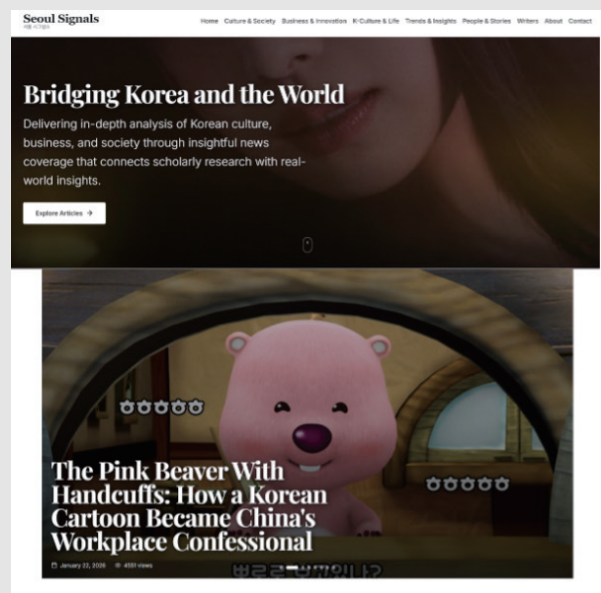 Seoul Signals
Home Culture & Society Business & Innovation K-Culture & Life Trends & Insights People & Stories Writers About Contact
Bridging Korea and the World
Delivering in-depth analysis of Korean culture,
business, and society through insightful news
coverage that connects scholarly research with real-
world insights.
Explore Articles →
ㅎㅎㅎㅎㅎ
ㅎㅎㅎㅎㅎ
The Pink Beaver With
Handcuffs: How a Korean
Cartoon Became China's
Workplace Confessional
January 22, 2026 4551 views